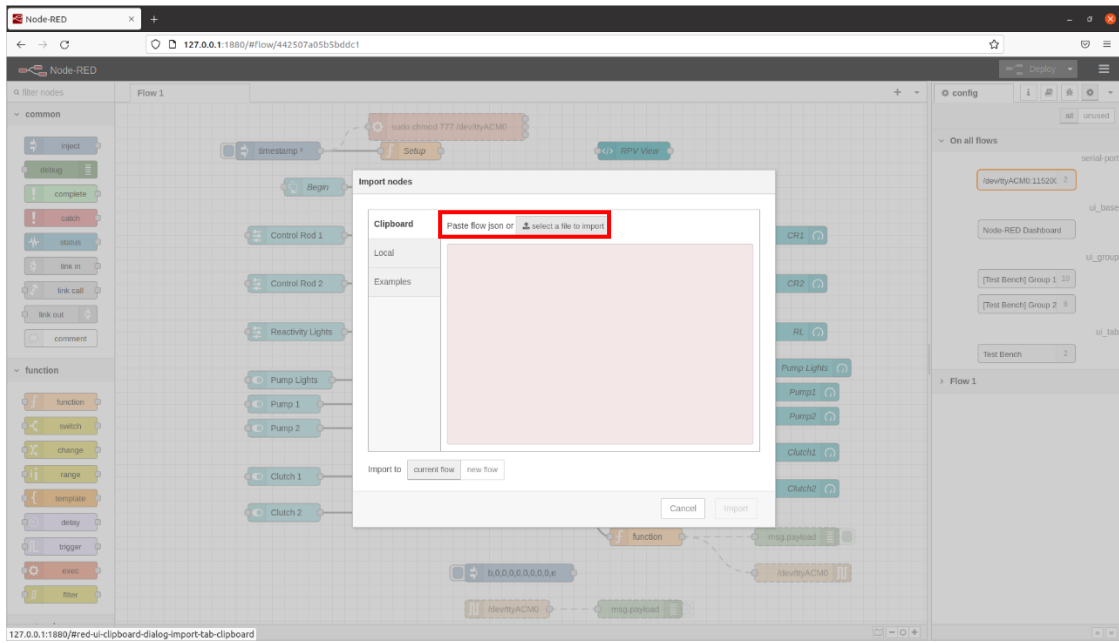 Node-RED
127.0.0.1:1880/#flow/442507a05b5bddc1
Node-RED
Deploy
filter nodes
Flow 1
config
all unused
common
inject
debug
complete
catch
status
link in
link call
link out
comment
function
function
switch
change
range
template
delay
trigger
exec
filter
sudo chmod 777 /dev/ttyACM0
timestamp ¹
Setup
RPV View
Begin
Control Rod 1
Control Rod 2
Reactivity Lights
Pump Lights
Pump 1
Pump 2
Clutch 1
Clutch 2
Import nodes
Clipboard
Paste flow json or select a file to import
Local
Examples
Import to current flow new flow
Cancel Import
CR1
CR2
RL
Pump Lights
Pump1
Pump2
Clutch1
Clutch2
function
msg.payload
/dev/ttyACM0
b,0,0,0,0,0,0,0,0,e
/dev/ttyACM0
msg.payload
On all flows
serial-port
/dev/ttyACM0:11520 2
ui_base
Node-RED Dashboard
ui_group
[Test Bench] Group 1 10
[Test Bench] Group 2
ui_tab
Test Bench 2
Flow 1
127.0.0.1:1880/#red-ui-clipboard-dialog-import-tab-clipboard